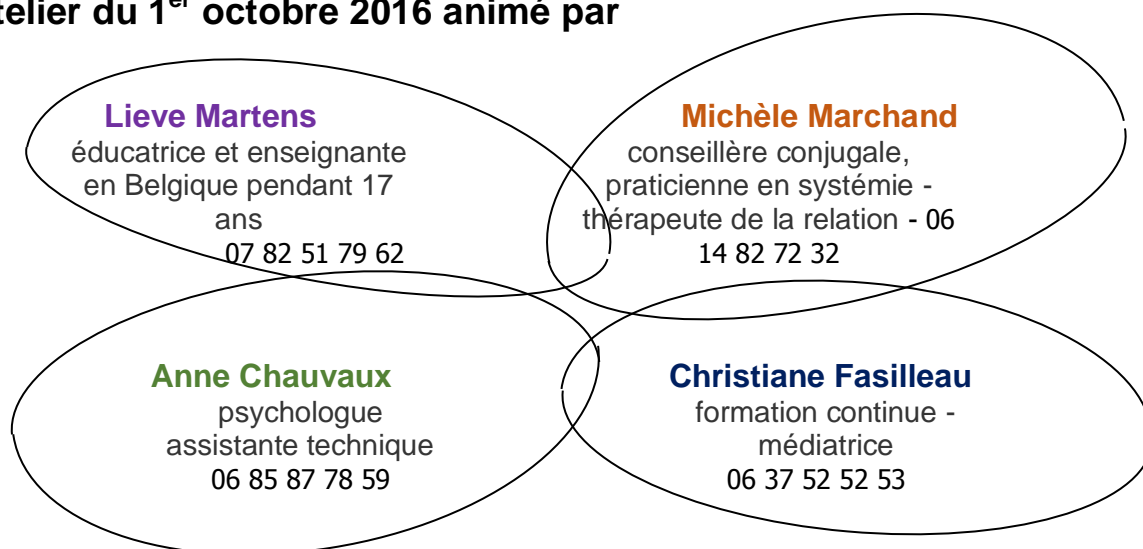 telier du 1er octobre 2016 animé par
Lieve Martens
éducatrice et enseignante
en Belgique pendant 17
ans
07 82 51 79 62
Michèle Marchand
conseillère conjugale,
praticienne en systémie -
thérapeute de la relation - 06
14 82 72 32
Anne Chauvaux
psychologue
assistante technique
06 85 87 78 59
Christiane Fasilleau
formation continue -
médiatrice
06 37 52 52 53